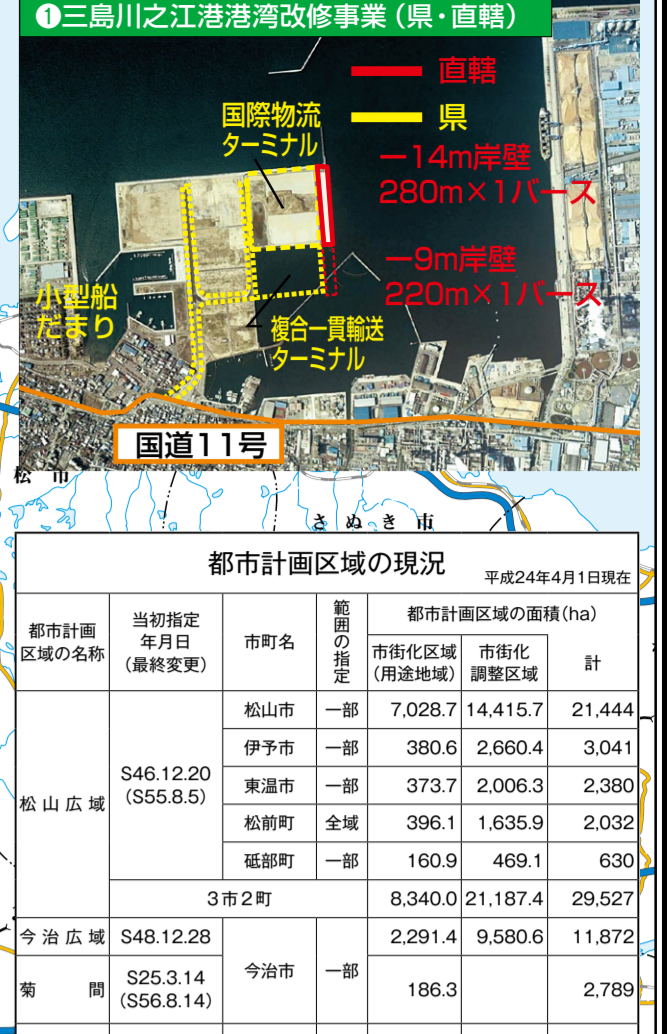 ❶三島川之江港港湾改修事業（県・直轄）
直轄
国際物流
ターミナル
県
－14m岸壁
280m×1バース
－9m岸壁
220m×1バース
小型船
だまり
複合一貫輸送
ターミナル
国道11号
松 市
さ ぬ き 市
都市計画区域の現況
平成24年4月1日現在
都市計画
区域の名称
当初指定
年月日
（最終変更）
市町名
範囲の指定
都市計画区域の面積（ha）
市街化区域
（用途地域）
市街化
調整区域
計
松山広域
S46.12.20
（S55.8.5）
松山市 一部 7,028.7 14,415.7 21,444
伊予市 一部 380.6 2,660.4 3,041
東温市 一部 373.7 2,006.3 2,380
松前町 全域 396.1 1,635.9 2,032
砥部町 一部 160.9 469.1 630
3市2町 8,340.0 21,187.4 29,527
今治広域 S48.12.28 2,291.4 9,580.6 11,872
今治市 一部
菊間
S25.3.14
（S56.8.14）
186.3 2,789